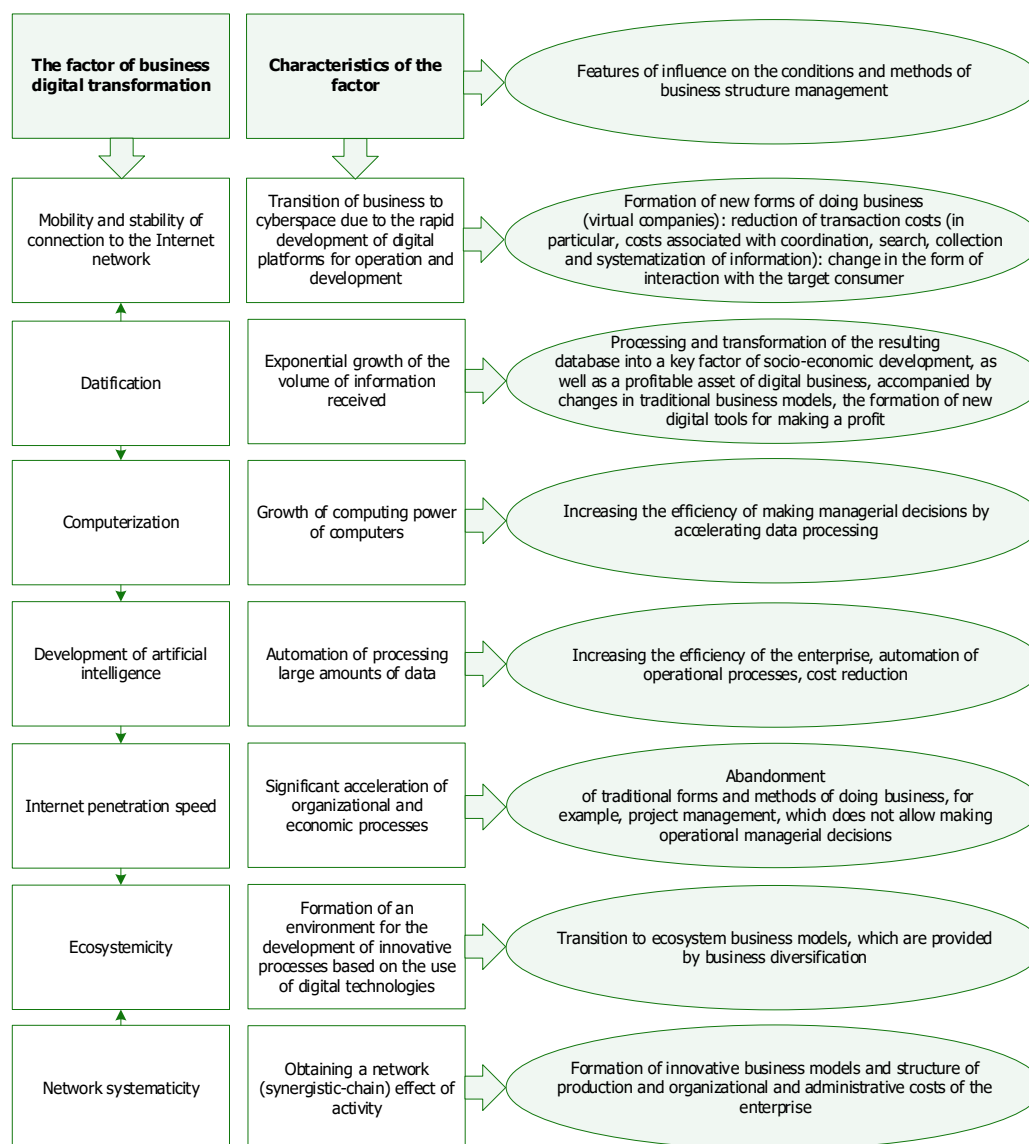 The factor of business
digital transformation
Characteristics of the
factor
Features of influence on the conditions and methods of
business structure management
Mobility and stability of
connection to the Internet
network
Transition of business to
cyberspace due to the rapid
development of digital
platforms for operation and
development
Formation of new forms of doing business
(virtual companies): reduction of transaction costs (in
particular, costs associated with coordination, search, collection
and systematization of information): change in the form of
interaction with the target consumer
Datification
Exponential growth of the
volume of information
received
Processing and transformation of the resulting
database into a key factor of socio-economic development, as
well as a profitable asset of digital business, accompanied by
changes in traditional business models, the formation of new
digital tools for making a profit
Computerization
Growth of computing power
of computers
Increasing the efficiency of making managerial decisions by
accelerating data processing
Development of artificial
intelligence
Automation of processing
large amounts of data
Increasing the efficiency of the enterprise, automation of
operational processes, cost reduction
Internet penetration speed
Significant acceleration of
organizational and
economic processes
Abandonment
of traditional forms and methods of doing business, for
example, project management, which does not allow making
operational managerial decisions
Ecosystemicity
Formation of an
environment for the
development of innovative
processes based on the use
of digital technologies
Transition to ecosystem business models, which are provided
by business diversification
Network systematicity
Obtaining a network
(synergistic-chain) effect of
activity
Formation of innovative business models and structure of
production and organizational and administrative costs of the
enterprise